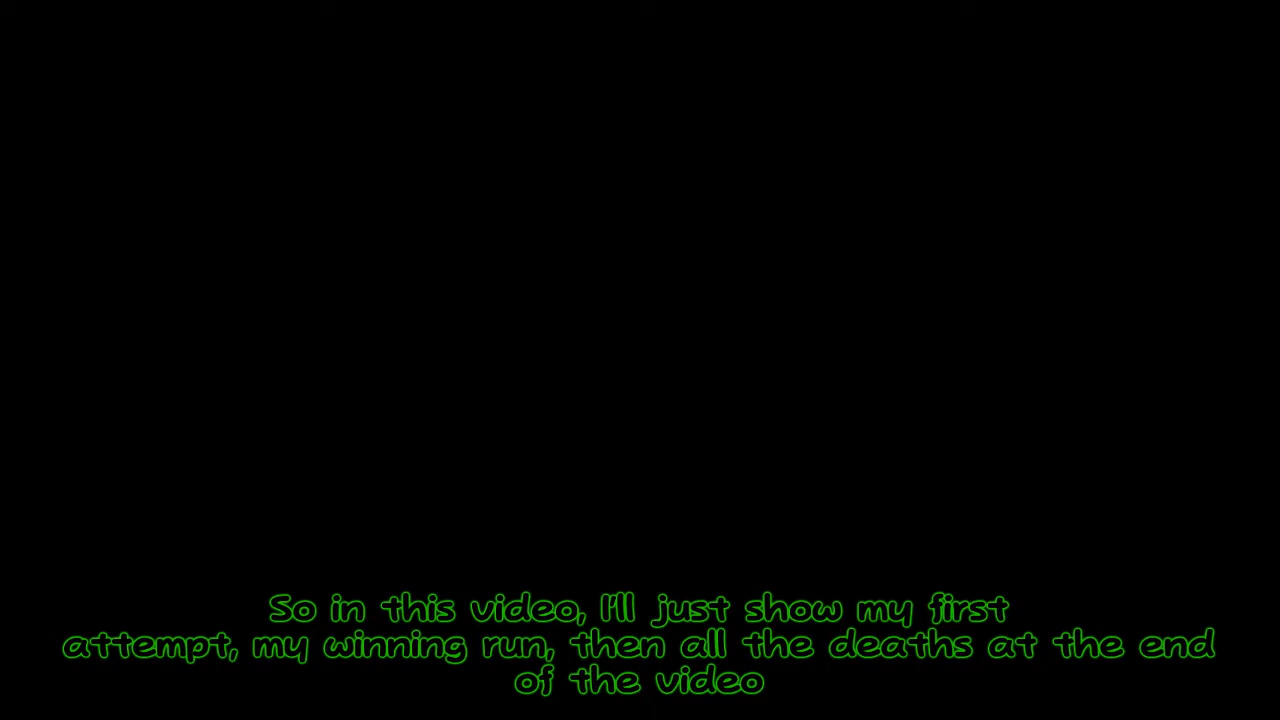 So in this video, I'll just show my first
attempt, my winning run, then all the deaths at the end
of the video